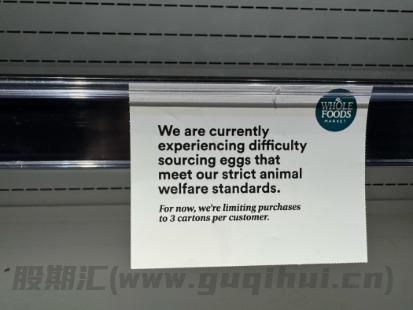 WHOLE
FOODS
MARKET
We are currently
experiencing difficulty
sourcing eggs that
meet our strict animal
welfare standards.
For now, we're limiting purchases
to 3 cartons per customer.
股期汇(www.guqihui.cn)